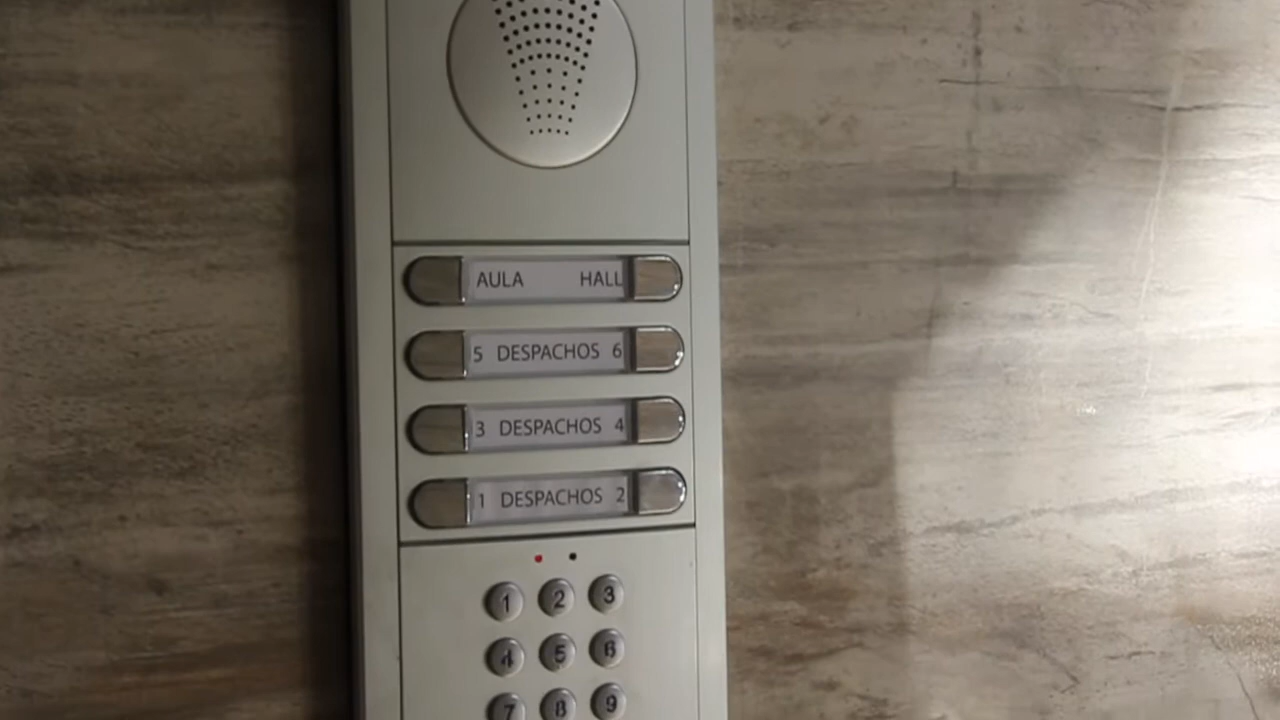 AULA HALL
5 DESPACHOS 6
3 DESPACHOS 4
1 DESPACHOS 2
1 2 3
4 5 6
7 8 9